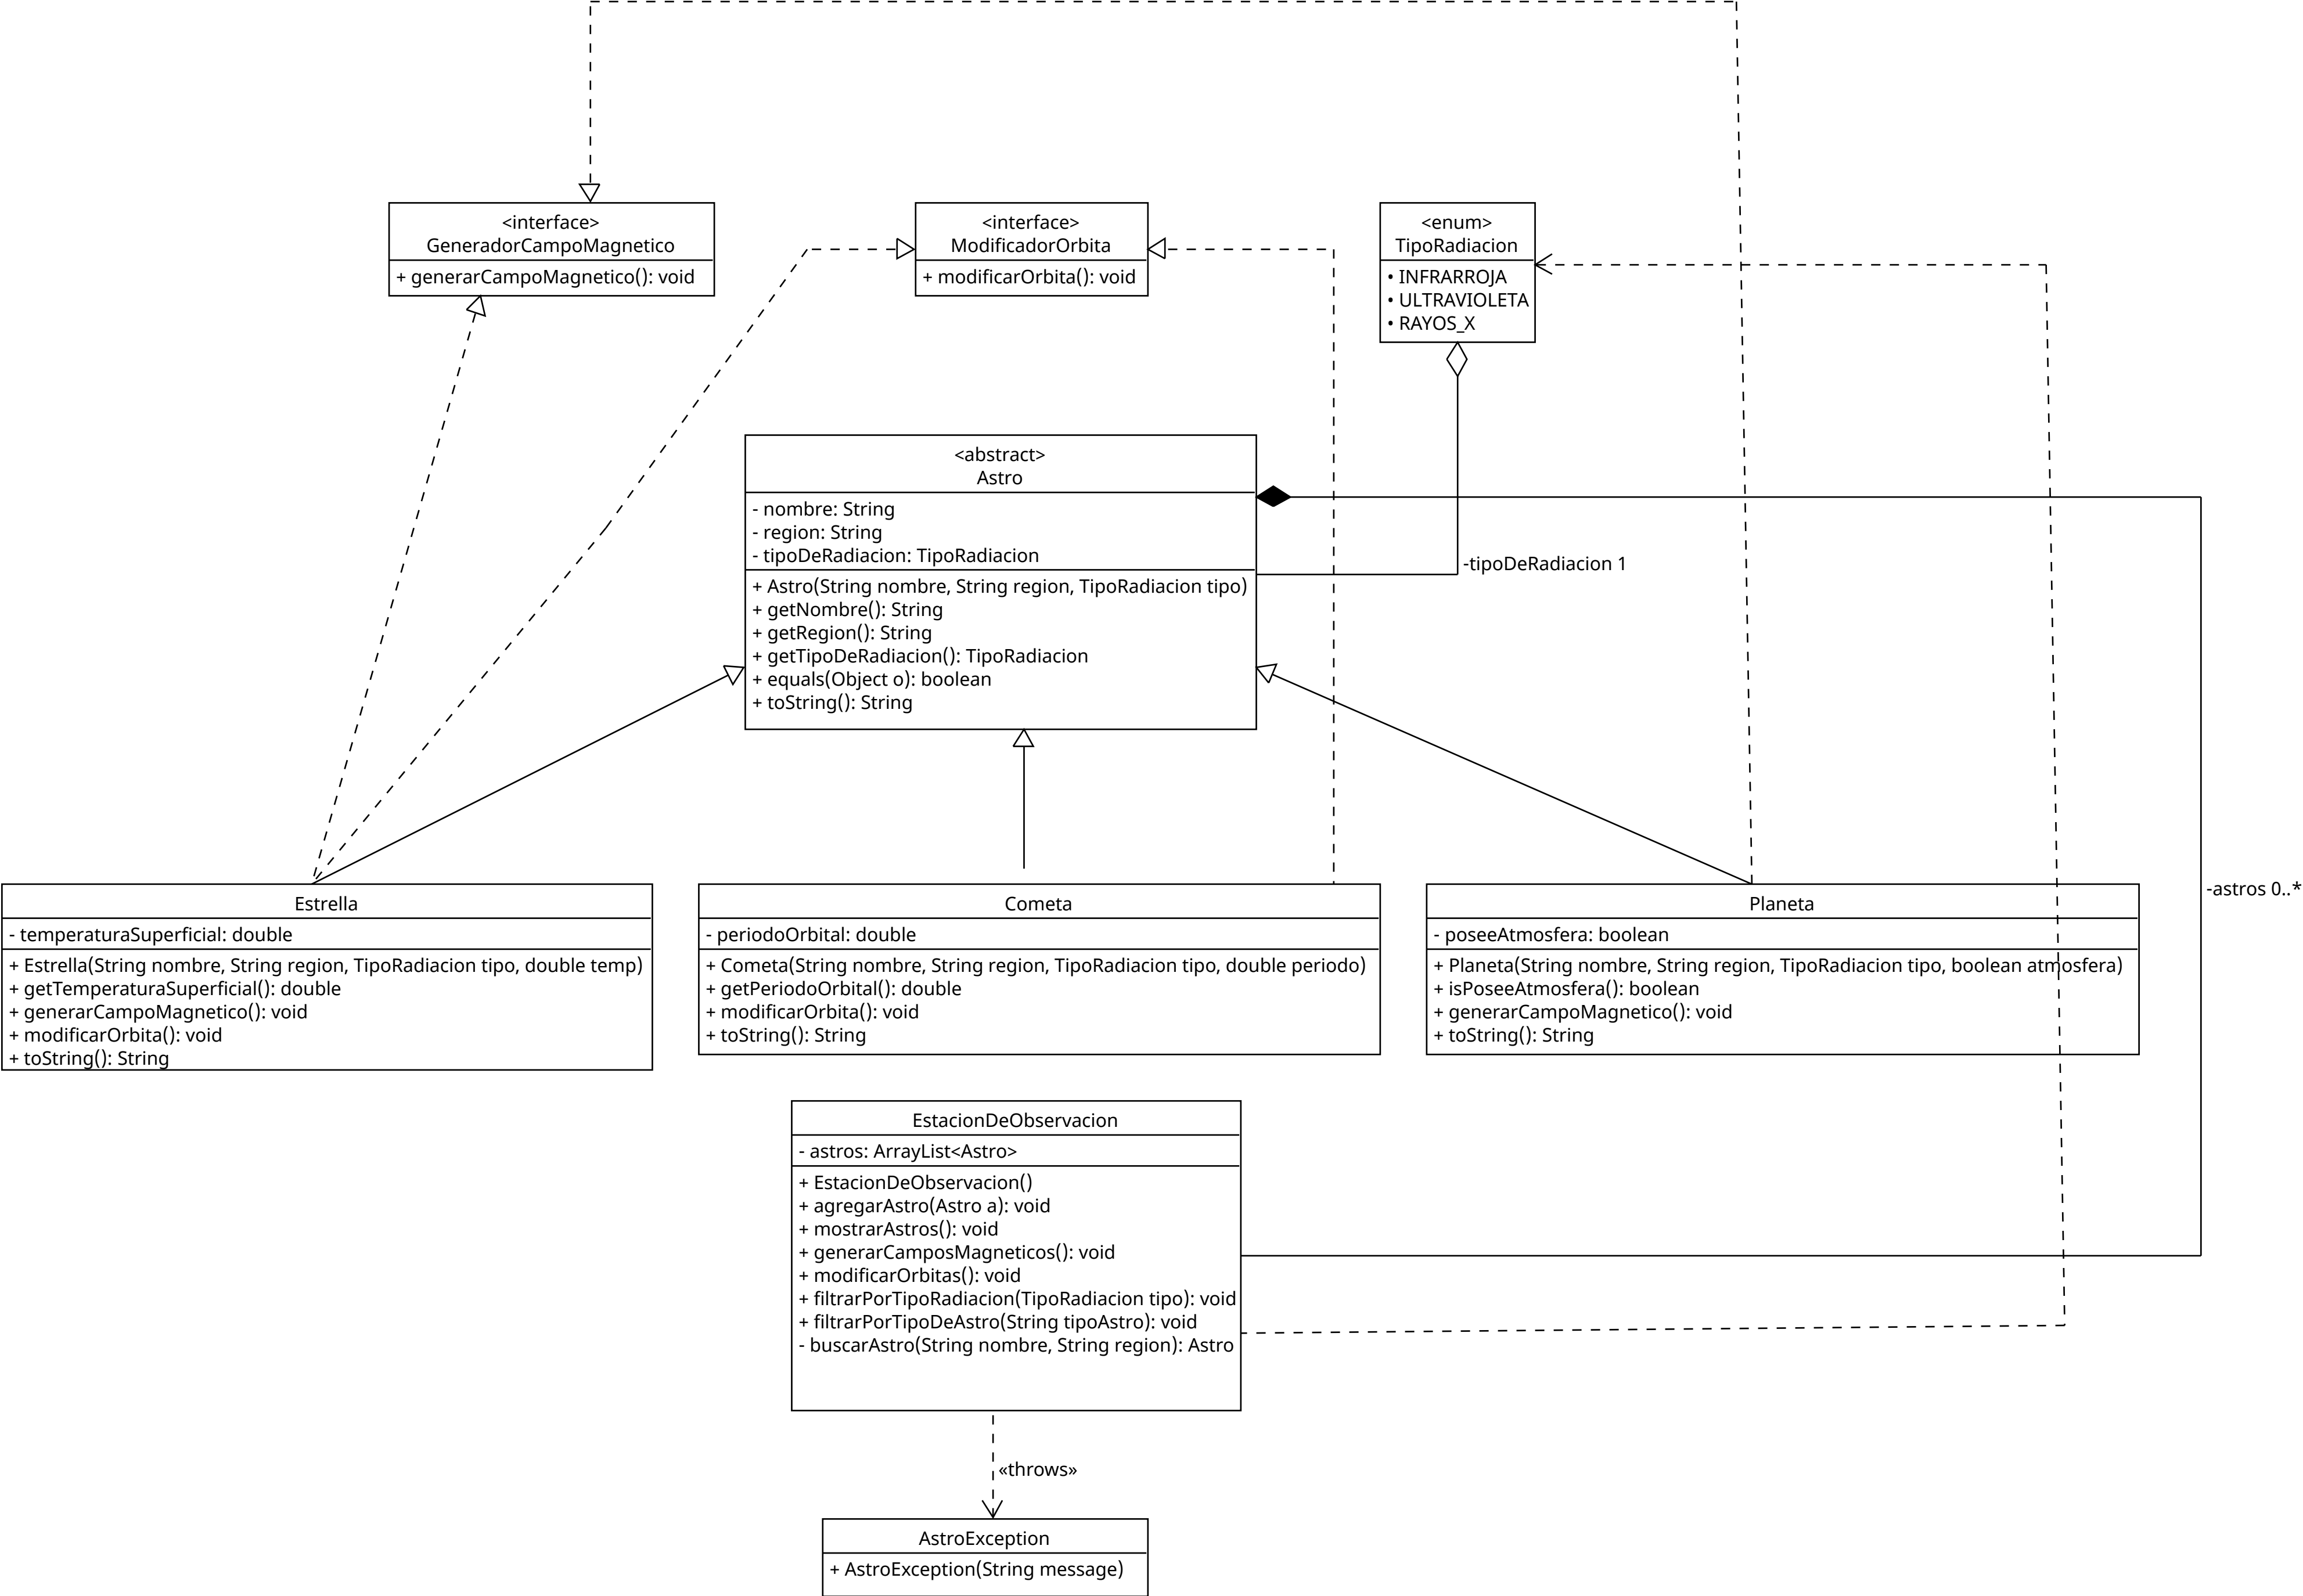 <interface>
GeneradorCampoMagnetico
+ generarCampoMagnetico(): void
<interface>
ModificadorOrbita
+ modificarOrbita(): void
<enum>
TipoRadiacion
• INFRARROJA
• ULTRAVIOLETA
• RAYOS_X
<abstract>
Astro
- nombre: String
- region: String
- tipoDeRadiacion: TipoRadiacion
+ Astro(String nombre, String region, TipoRadiacion tipo)
+ getNombre(): String
+ getRegion(): String
+ getTipoDeRadiacion(): TipoRadiacion
+ equals(Object o): boolean
+ toString(): String
-tipoDeRadiacion 1
Estrella
- temperaturaSuperficial: double
+ Estrella(String nombre, String region, TipoRadiacion tipo, double temp)
+ getTemperaturaSuperficial(): double
+ generarCampoMagnetico(): void
+ modificarOrbita(): void
+ toString(): String
Cometa
- periodoOrbital: double
+ Cometa(String nombre, String region, TipoRadiacion tipo, double periodo)
+ getPeriodoOrbital(): double
+ modificarOrbita(): void
+ toString(): String
Planeta
- poseeAtmosfera: boolean
+ Planeta(String nombre, String region, TipoRadiacion tipo, boolean atmosfera)
+ isPoseeAtmosfera(): boolean
+ generarCampoMagnetico(): void
+ toString(): String
-astros 0..*
EstacionDeObservacion
- astros: ArrayList<Astro>
+ EstacionDeObservacion()
+ agregarAstro(Astro a): void
+ mostrarAstros(): void
+ generarCamposMagneticos(): void
+ modificarOrbitas(): void
+ filtrarPorTipoRadiacion(TipoRadiacion tipo): void
+ filtrarPorTipoDeAstro(String tipoAstro): void
- buscarAstro(String nombre, String region): Astro
«throws»
AstroException
+ AstroException(String message)